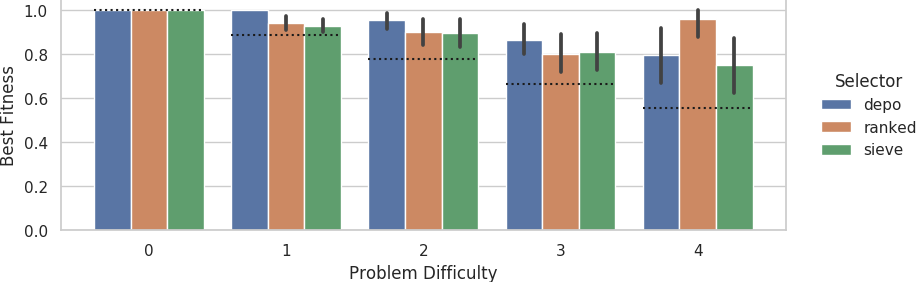 Best Fitness
1.0
0.8
0.6
0.4
0.2
0.0
0 1 2 3 4
Problem Difficulty
Selector
depo
ranked
sieve